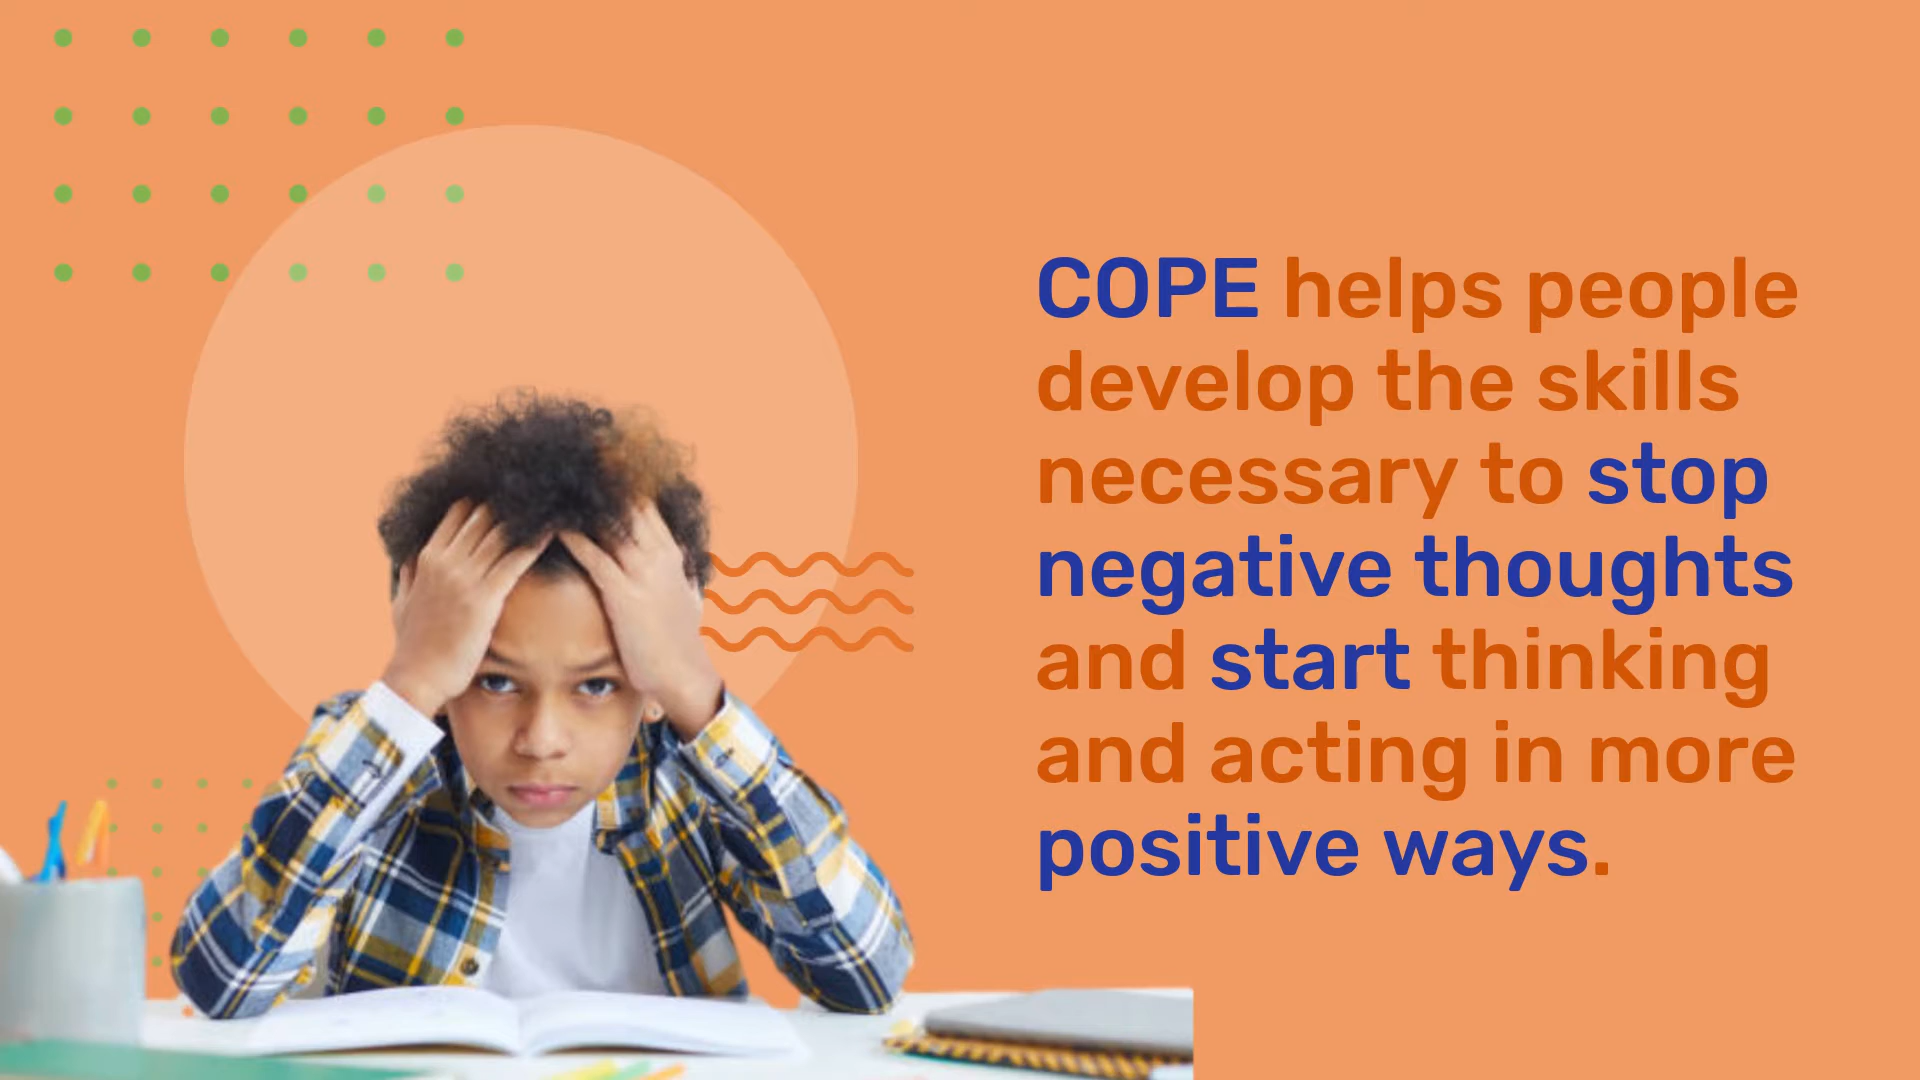 COPE helps people
develop the skills
necessary to stop
negative thoughts
and start thinking
and acting in more
positive ways.